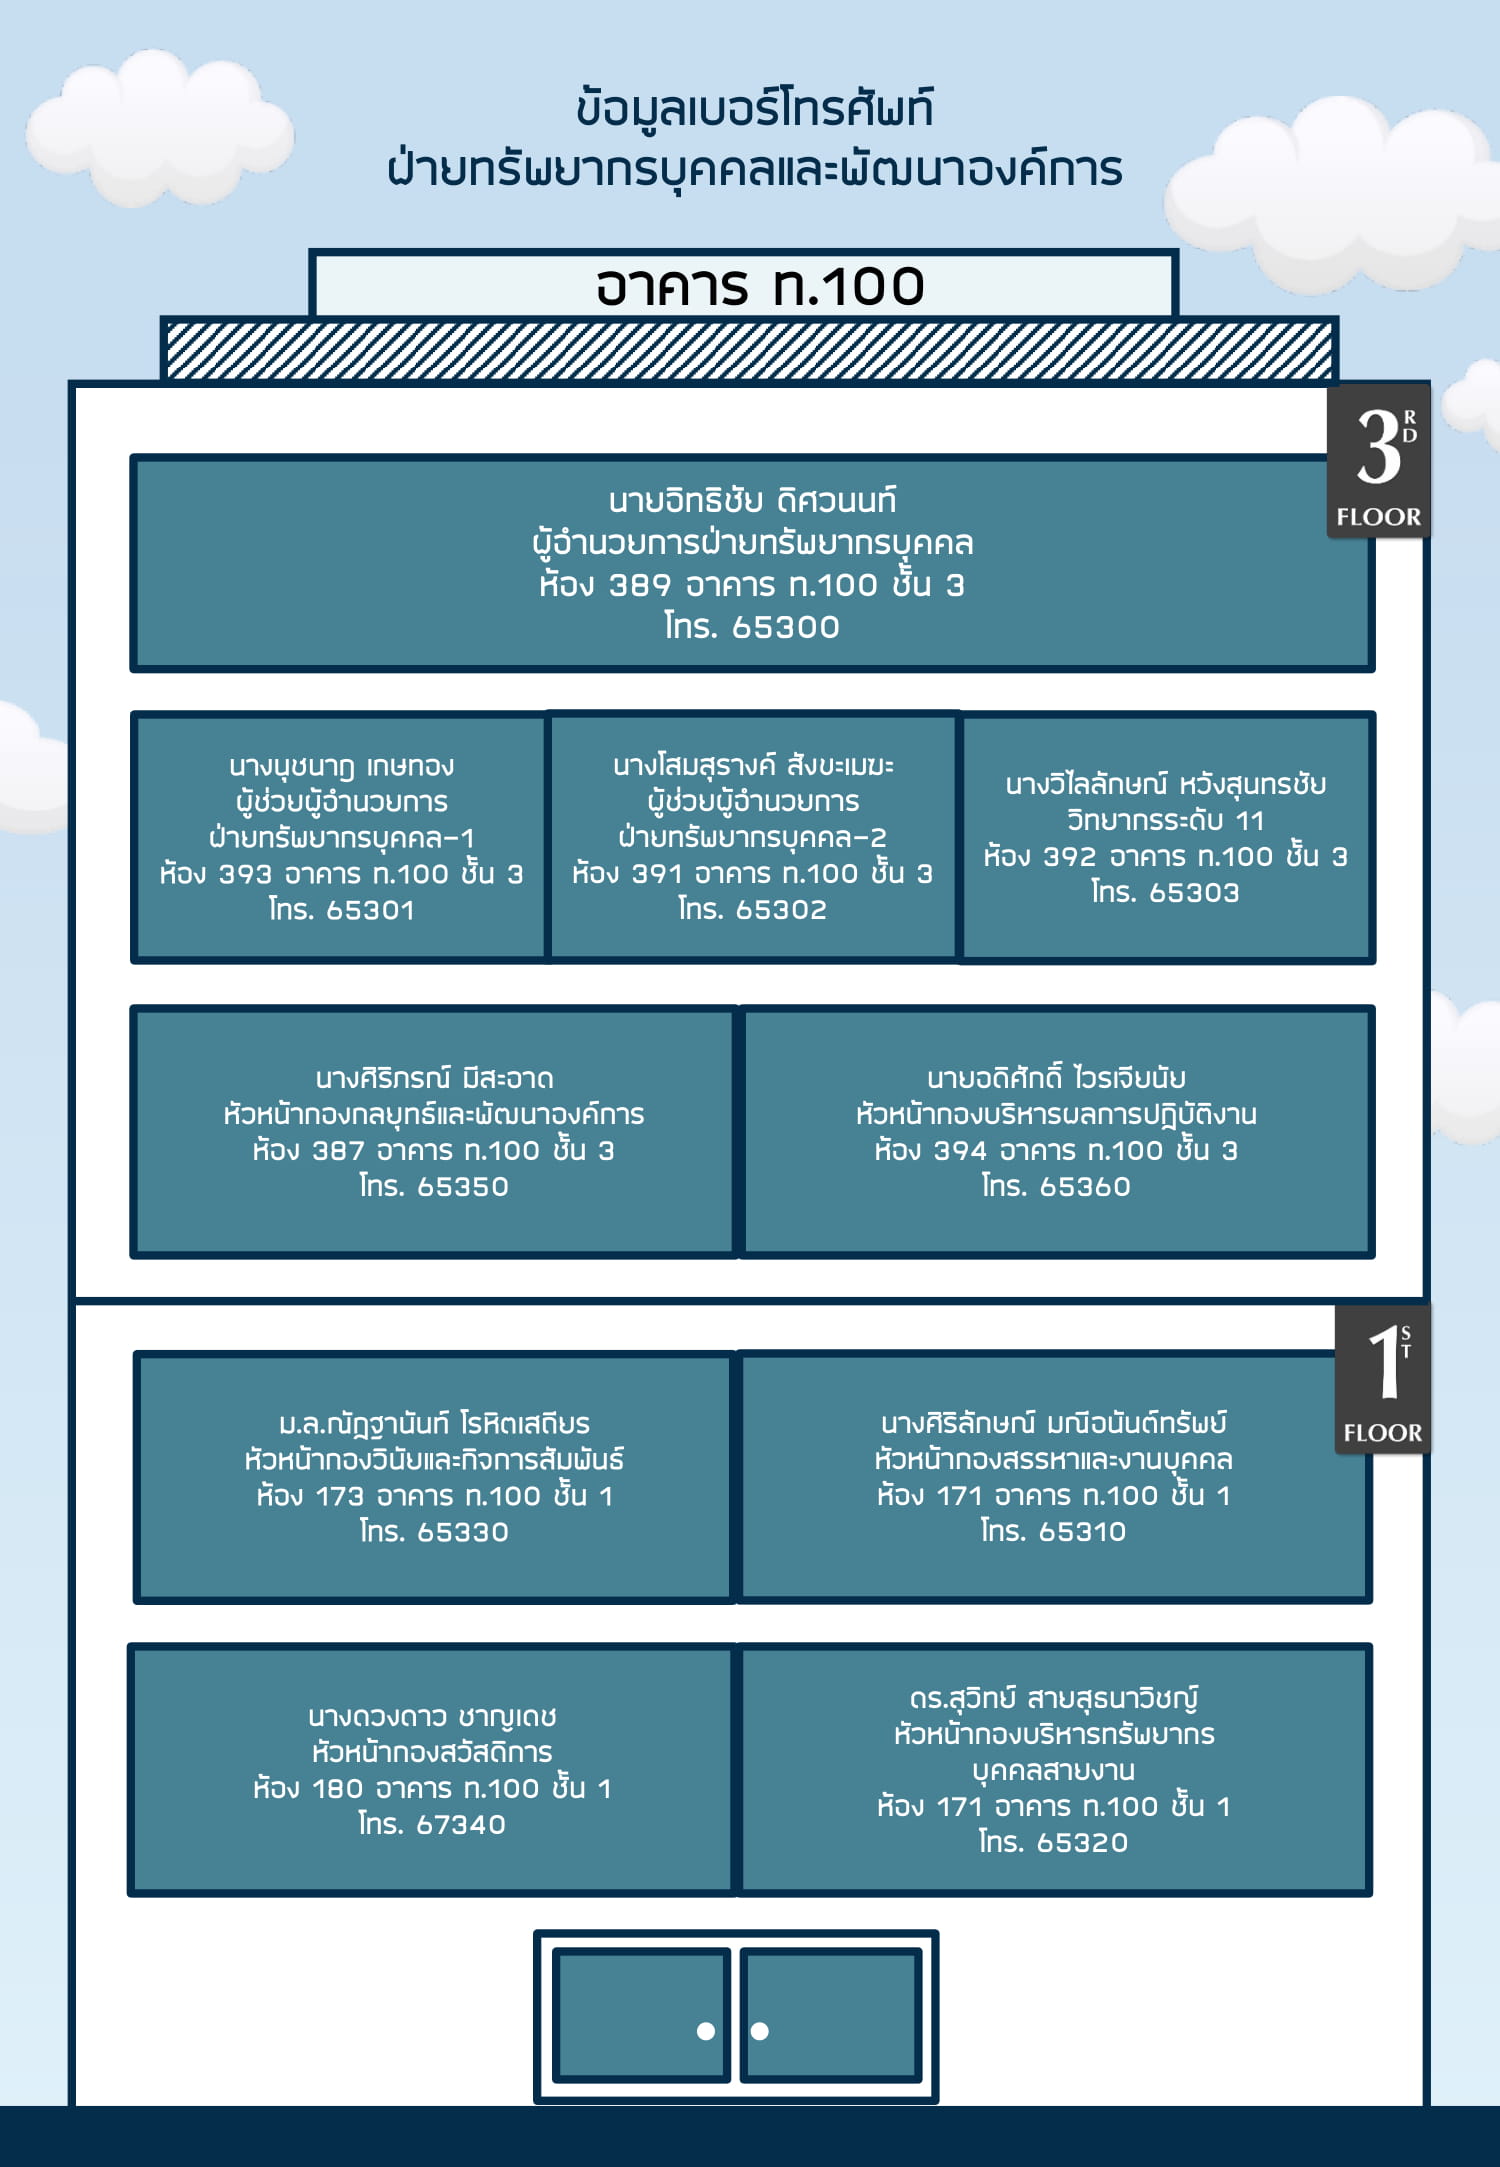 ข้อมูลเบอร์โทรศัพท์
ฝ่ายทรัพยากรบุคคลและพัฒนาองค์การ
อาคาร ท.100
3RD
FLOOR
นายอิทธิชัย ดิศวนนท์
ผู้อำนวยการฝ่ายทรัพยากรบุคคล
ห้อง 389 อาคาร ท.100 ชั้น 3
โทร. 65300
นางนุชนาฎ เกษทอง
ผู้ช่วยผู้อำนวยการ
ฝ่ายทรัพยากรบุคคล-1
ห้อง 393 อาคาร ท.100 ชั้น 3
โทร. 65301
นางโสมสุรางค์ สังขะเมฆะ
ผู้ช่วยผู้อำนวยการ
ฝ่ายทรัพยากรบุคคล-2
ห้อง 391 อาคาร ท.100 ชั้น 3
โทร. 65302
นางวิไลลักษณ์ หวังสุนทรชัย
วิทยากรระดับ 11
ห้อง 392 อาคาร ท.100 ชั้น 3
โทร. 65303
นางศิริภรณ์ มีสะอาด
หัวหน้ากองกลยุทธ์และพัฒนาองค์การ
ห้อง 387 อาคาร ท.100 ชั้น 3
โทร. 65350
นายอดิศักดิ์ ไวรเจียนัย
หัวหน้ากองบริหารผลการปฎิบัติงาน
ห้อง 394 อาคาร ท.100 ชั้น 3
โทร. 65360
1ST
FLOOR
ม.ล.ณัฎฐานันท์ โรหิตเสถียร
หัวหน้ากองวินัยและกิจการสัมพันธ์
ห้อง 173 อาคาร ท.100 ชั้น 1
โทร. 65330
นางศิริลักษณ์ มณีอนันต์ทรัพย์
หัวหน้ากองสรรหาและงานบุคคล
ห้อง 171 อาคาร ท.100 ชั้น 1
โทร. 65310
นางดวงดาว ชาญเดช
หัวหน้ากองสวัสดิการ
ห้อง 180 อาคาร ท.100 ชั้น 1
โทร. 67340
ดร.สุวิทย์ สายสุธนาวิชญ์
หัวหน้ากองบริหารทรัพยากร
บุคคลสายงาน
ห้อง 171 อาคาร ท.100 ชั้น 1
โทร. 65320